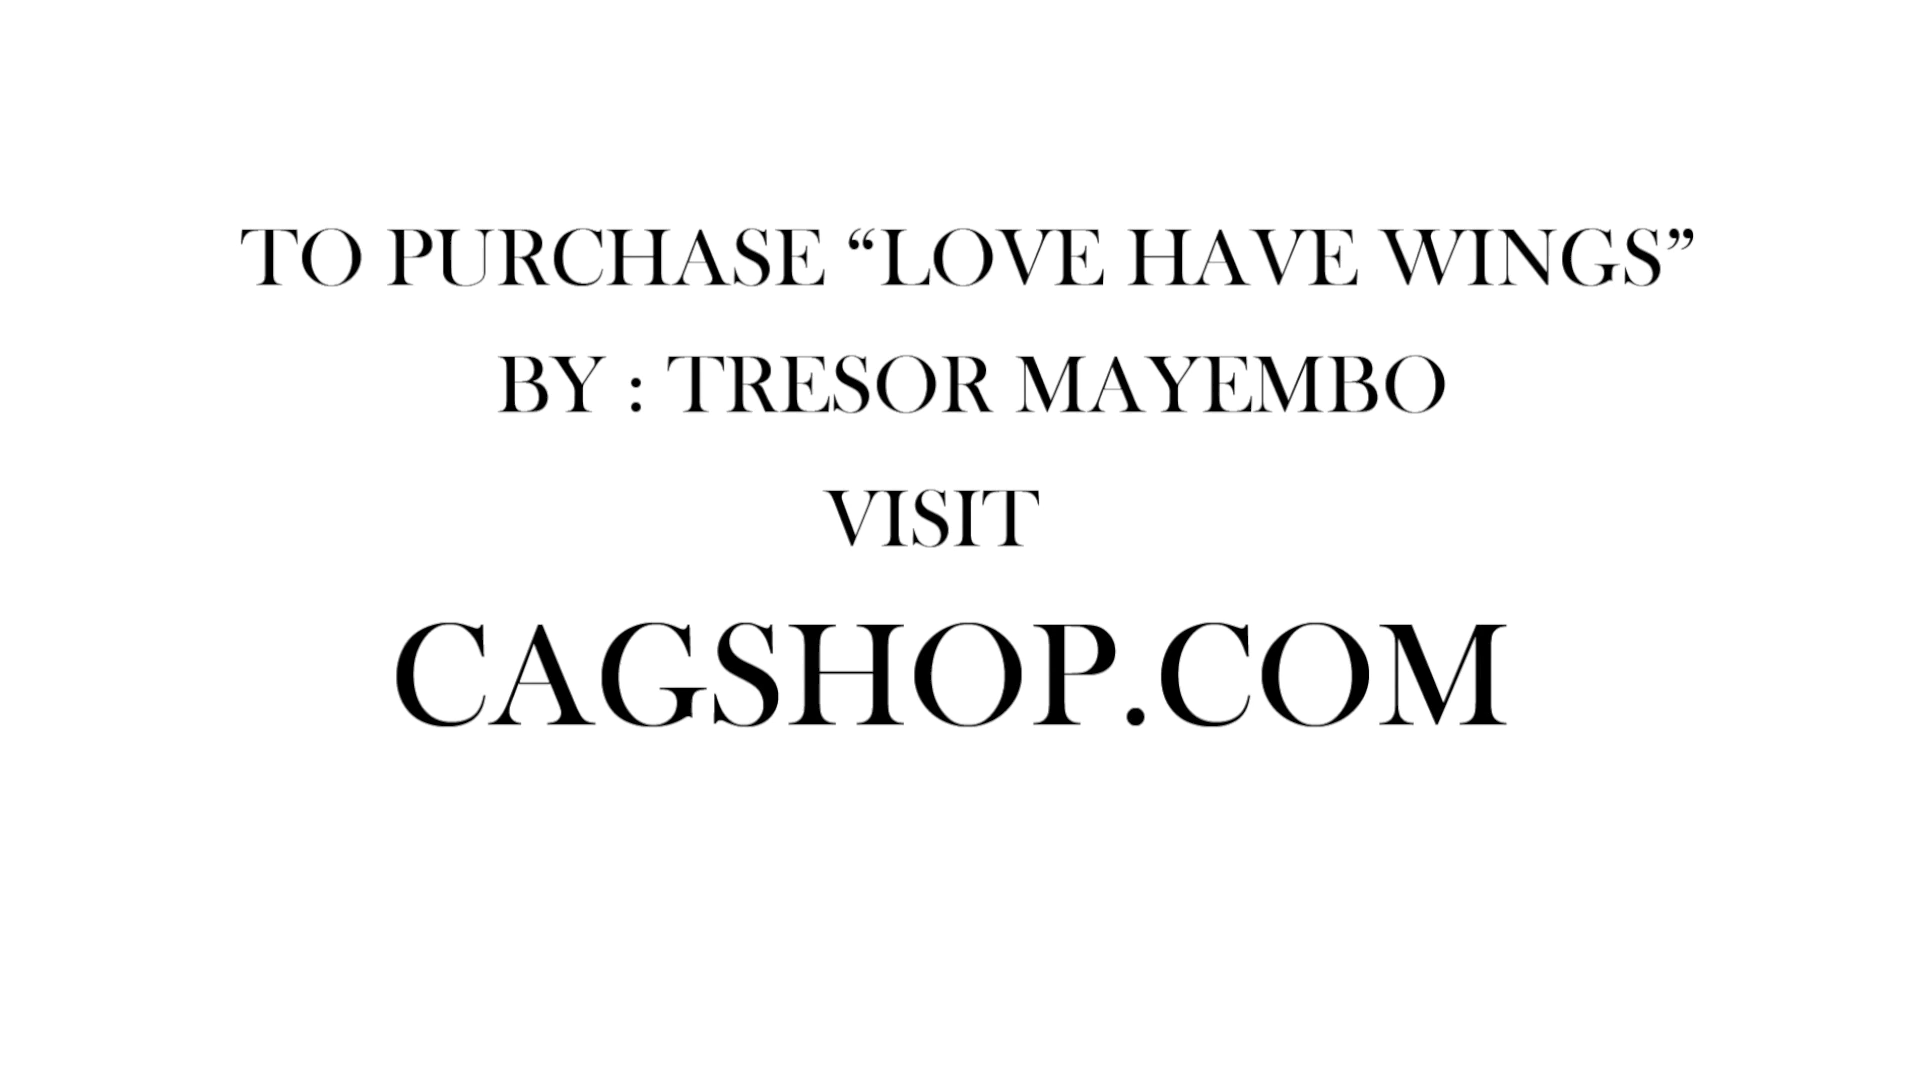 TO PURCHASE “LOVE HAVE WINGS”
BY : TRESOR MAYEMBO
VISIT
CAGSHOP.COM